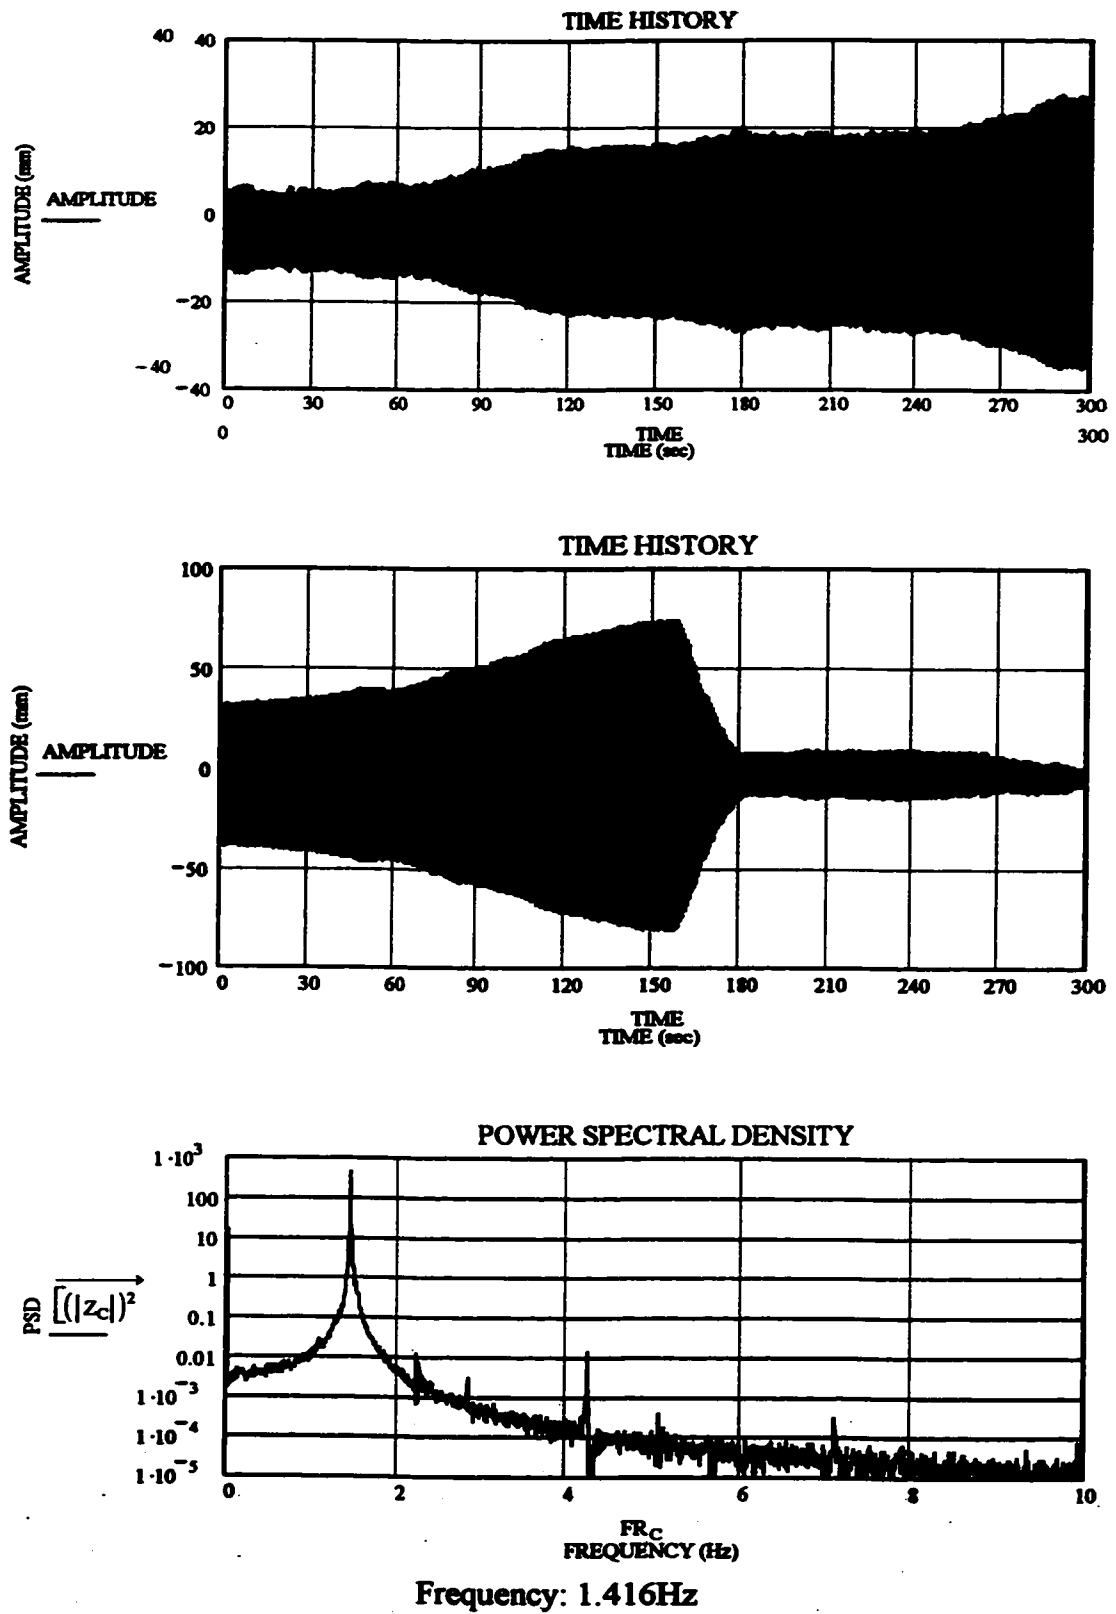 TIME HISTORY
40 40
20
AMPLITUDE (mm)
AMPLITUDE
0
−20
−40
−40
0 30 60 90 120 150 180 210 240 270 300
0 TIME 300
TIME (sec)
TIME HISTORY
100
50
AMPLITUDE (mm)
AMPLITUDE
0
−50
−100
0 30 60 90 120 150 180 210 240 270 300
TIME
TIME (sec)
POWER SPECTRAL DENSITY
1·10³
100
10
1
PSD
[(|Z_C|)²
0.1
0.01
1·10⁻³
1·10⁻⁴
1·10⁻⁵
0 2 4 6 8 10
FR_C
FREQUENCY (Hz)
Frequency: 1.416Hz